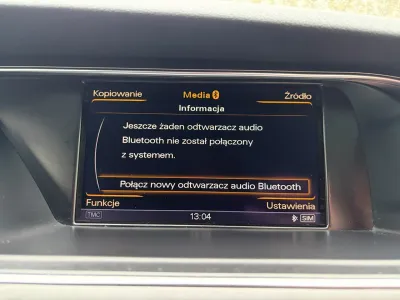 Kopiowanie
Media
Źródło
Informacja
Jeszcze żaden odtwarzacz audio
Bluetooth nie został połączony
z systemem.
Połącz nowy odtwarzacz audio Bluetooth
Funkcje
Ustawienia
TMC
13:04
SIM